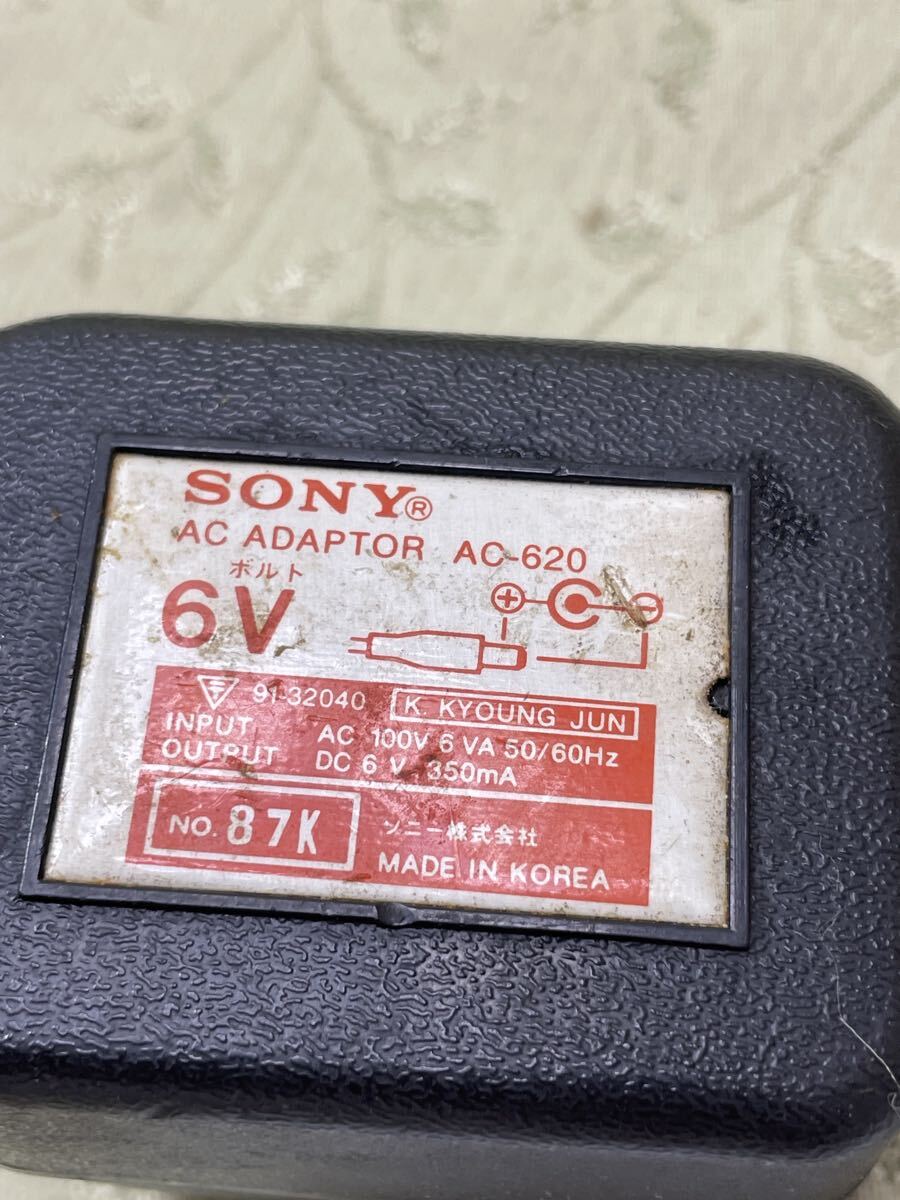 SONY®
AC ADAPTOR AC-620
ボルト
6V
91-32040 K. KYOUNG JUN
INPUT AC 100V 6 VA 50/60Hz
OUTPUT DC 6 V 350mA
NO. 87K
ソニー株式会社
MADE IN KOREA